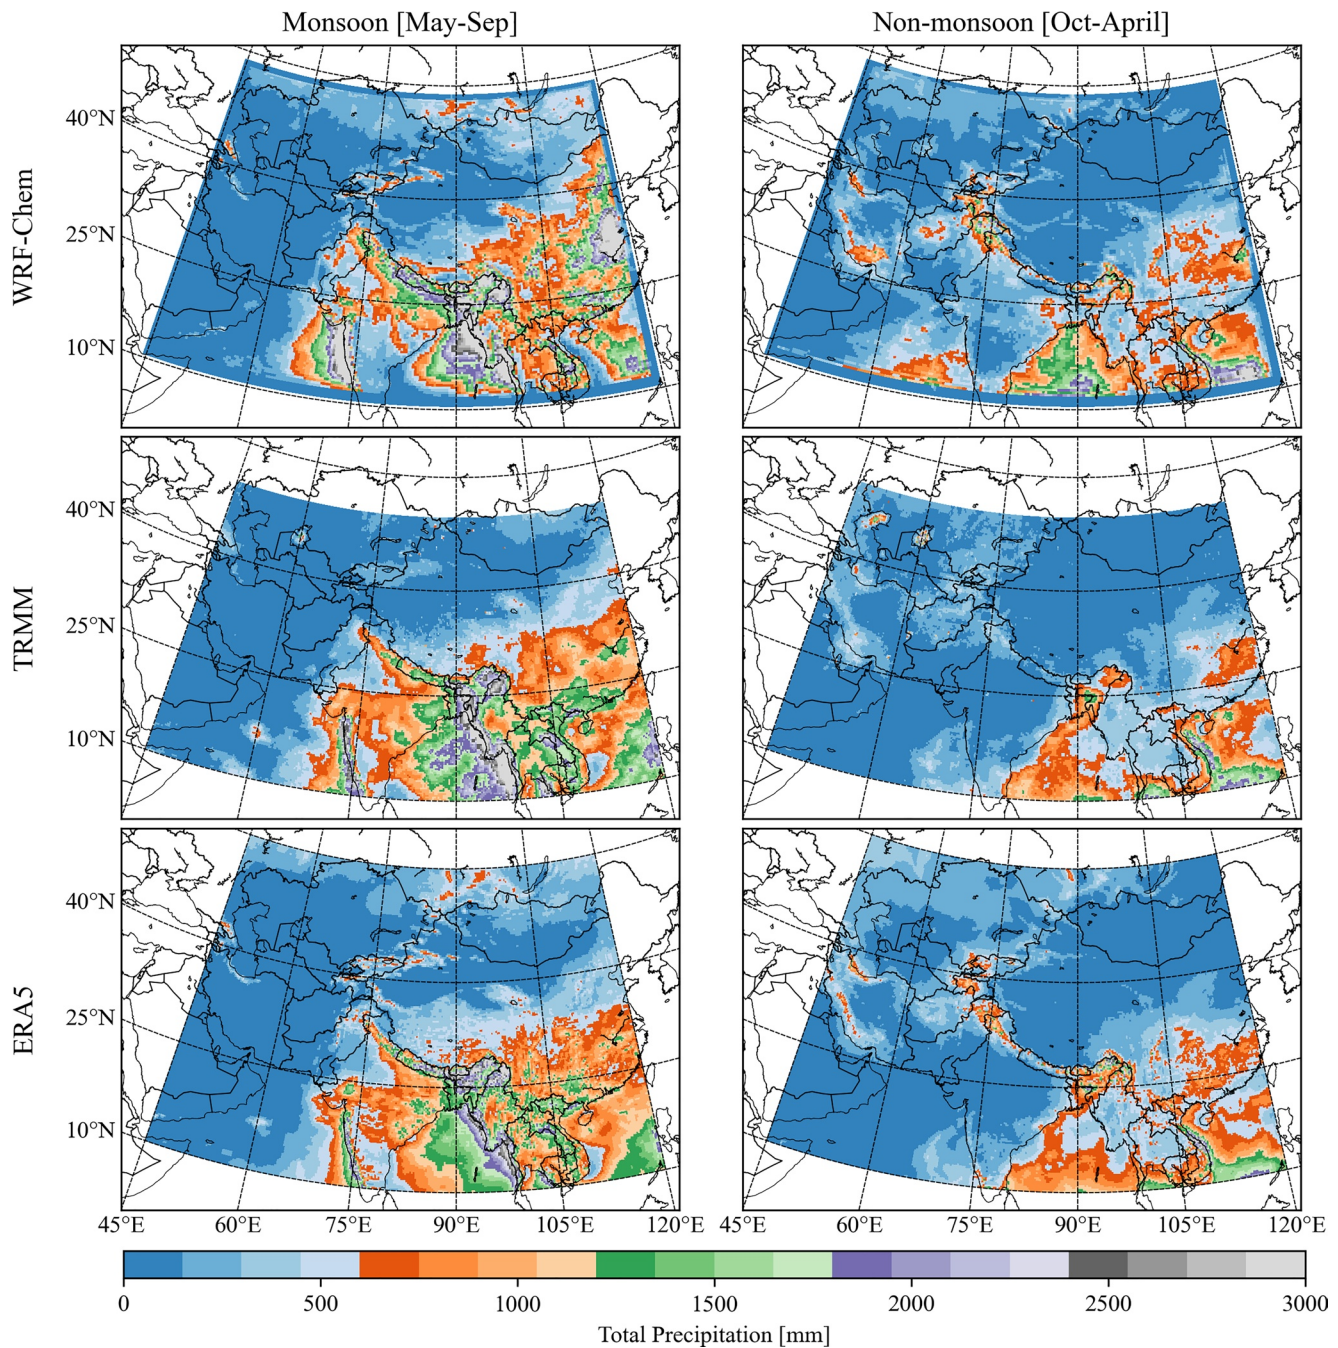 Monsoon [May-Sep]
Non-monsoon [Oct-April]
WRF-Chem
40°N
25°N
10°N
TRMM
40°N
25°N
10°N
ERA5
40°N
25°N
10°N
45°E 60°E 75°E 90°E 105°E 120°E
45°E 60°E 75°E 90°E 105°E 120°E
0 500 1000 1500 2000 2500 3000
Total Precipitation [mm]